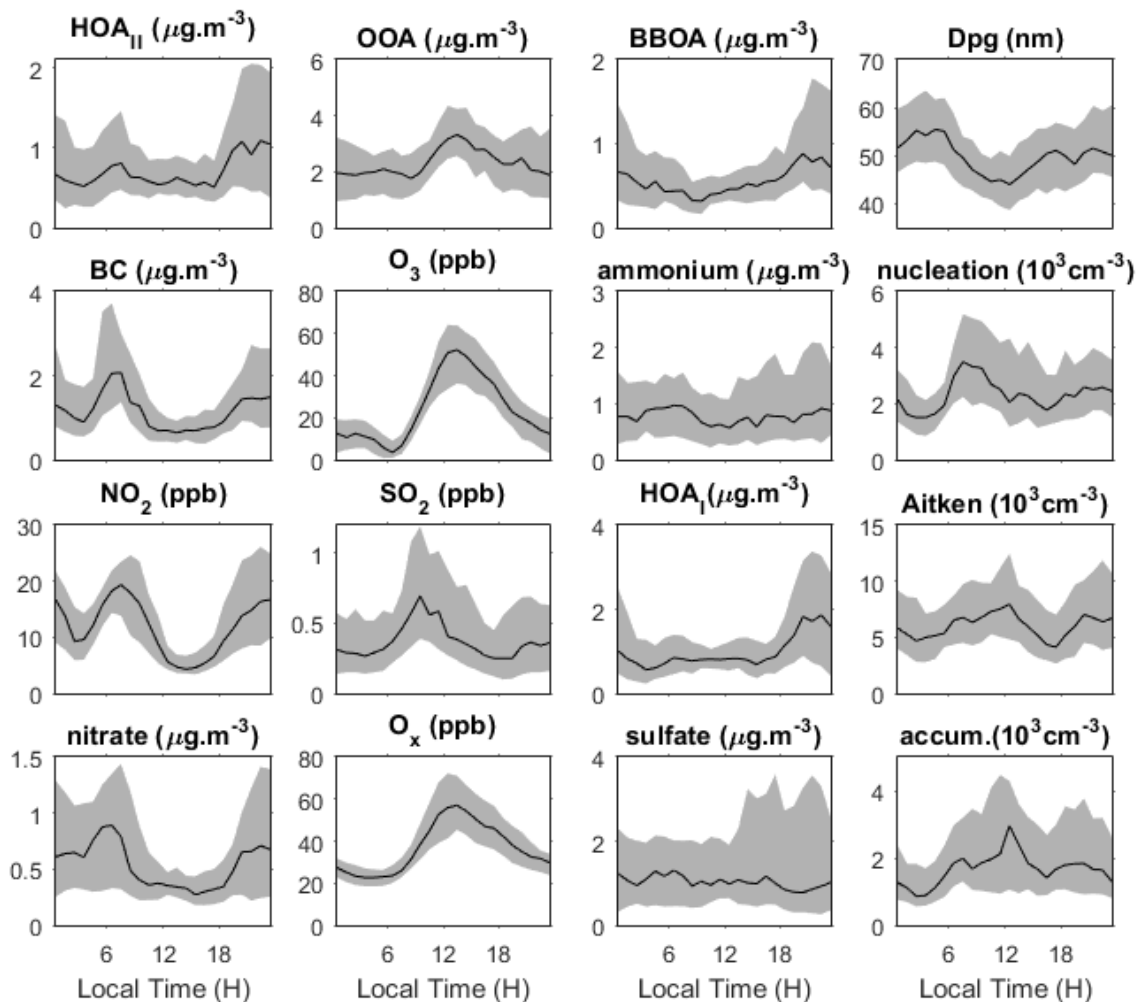 HOA_II (μg.m^-3)
2
1
0
OOA (μg.m^-3)
6
4
2
0
BBOA (μg.m^-3)
2
1
0
Dpg (nm)
70
60
50
40
BC (μg.m^-3)
4
2
0
O_3 (ppb)
80
60
40
20
0
ammonium (μg.m^-3)
3
2
1
0
nucleation (10^3cm^-3)
6
4
2
0
NO_2 (ppb)
30
20
10
0
SO_2 (ppb)
1
0.5
0
HOA_I(μg.m^-3)
4
2
0
Aitken (10^3cm^-3)
15
10
5
0
nitrate (μg.m^-3)
1.5
1
0.5
0
6 12 18
Local Time (H)
O_x (ppb)
80
60
40
20
0
6 12 18
Local Time (H)
sulfate (μg.m^-3)
4
3
2
1
0
6 12 18
Local Time (H)
accum.(10^3cm^-3)
4
2
0
6 12 18
Local Time (H)